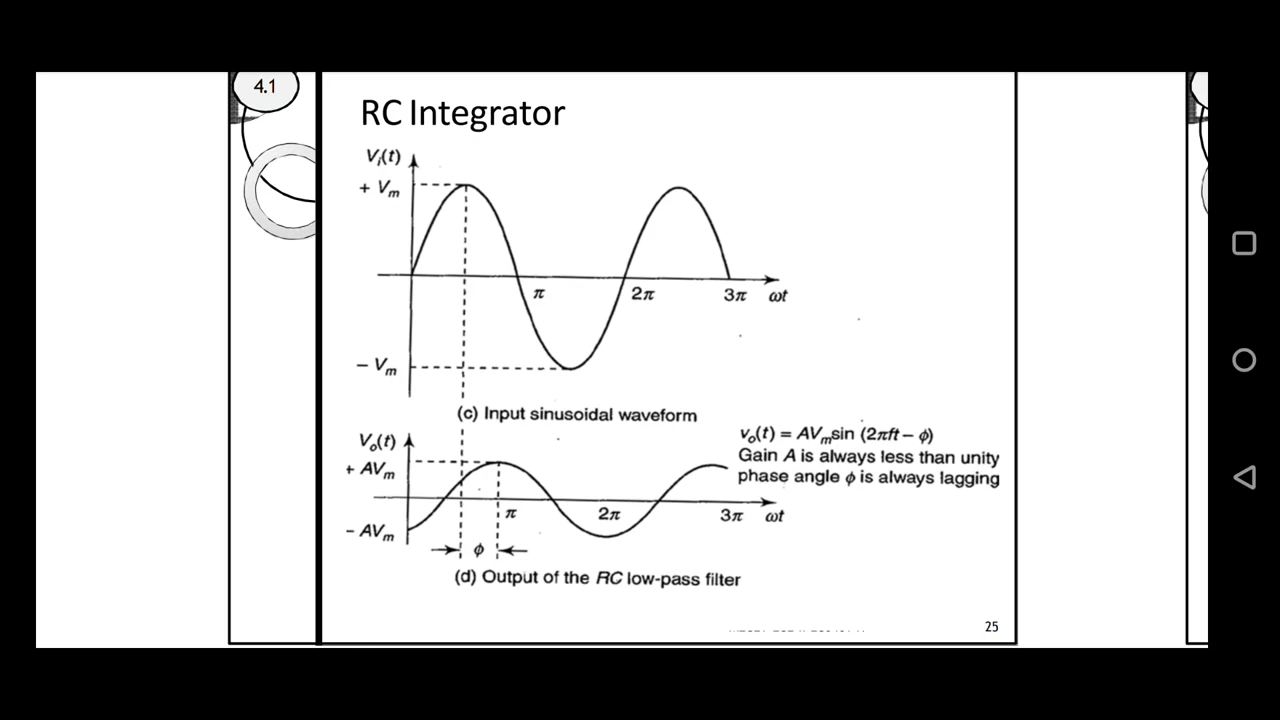 4.1
RC Integrator
Vi(t)
+ Vm
π 2π 3π ωt
– Vm
(c) Input sinusoidal waveform
Vo(t)
+ AVm
vo(t) = AVmsin (2πft – ϕ)
Gain A is always less than unity
phase angle ϕ is always lagging
π 2π 3π ωt
– AVm
ϕ
(d) Output of the RC low-pass filter
25